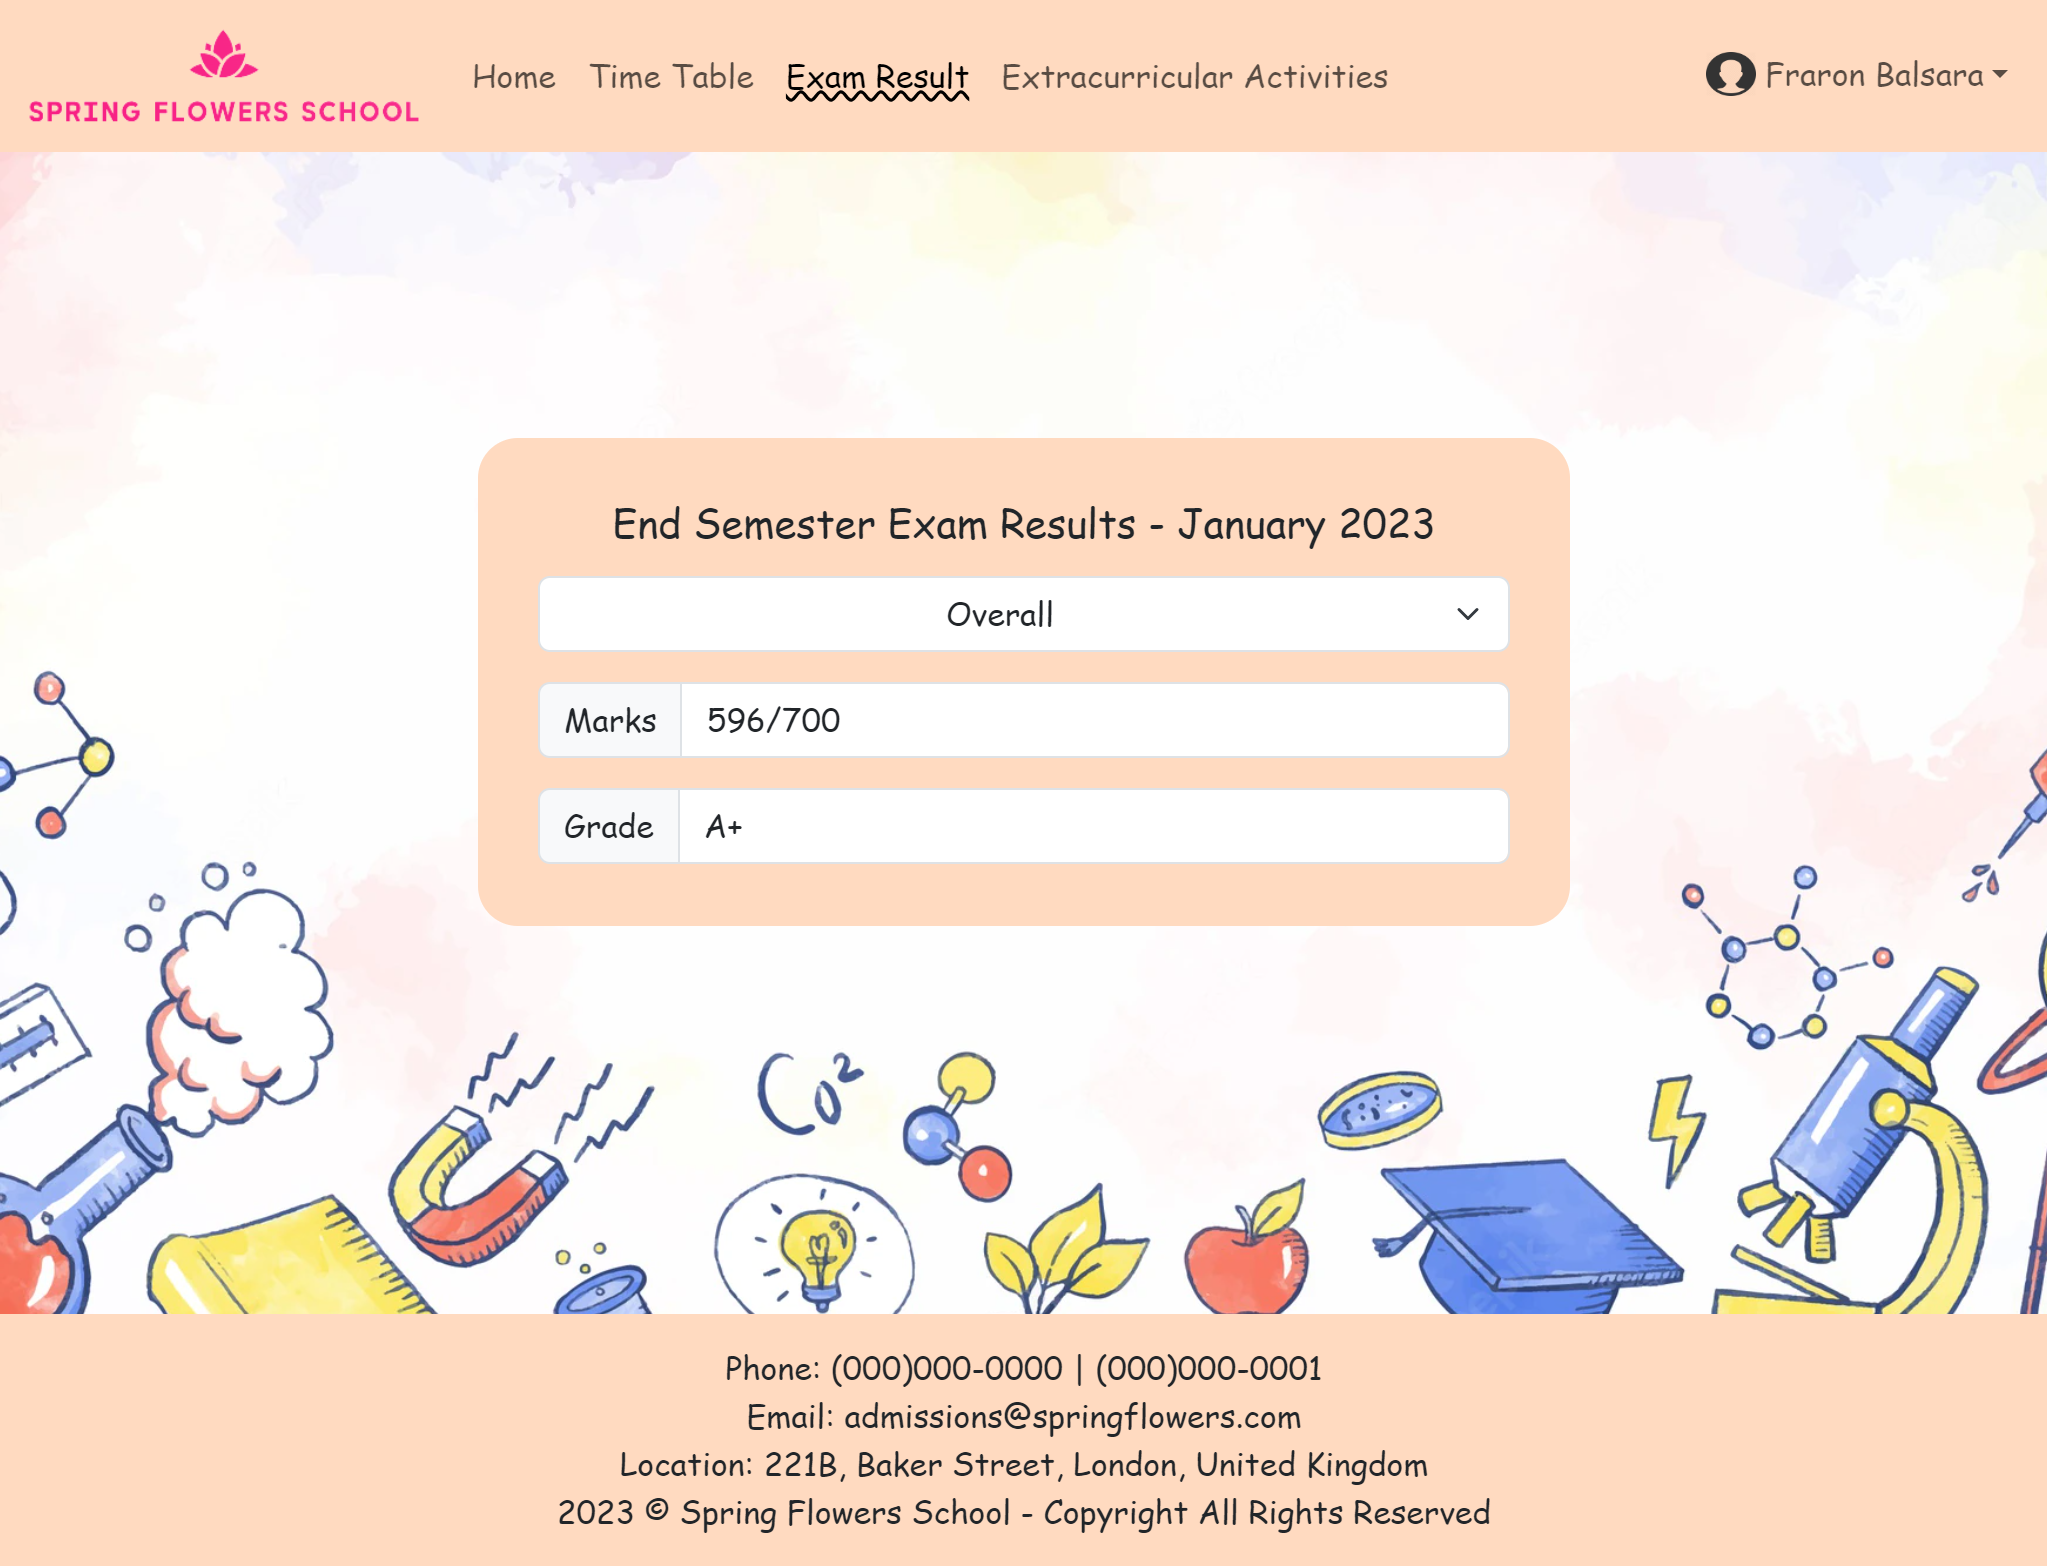 SPRING FLOWERS SCHOOL
Home Time Table Exam Result Extracurricular Activities
Fraron Balsara
End Semester Exam Results - January 2023
Overall
Marks 596/700
Grade A+
Co²
Phone: (000)000-0000 | (000)000-0001
Email: admissions@springflowers.com
Location: 221B, Baker Street, London, United Kingdom
2023 © Spring Flowers School - Copyright All Rights Reserved